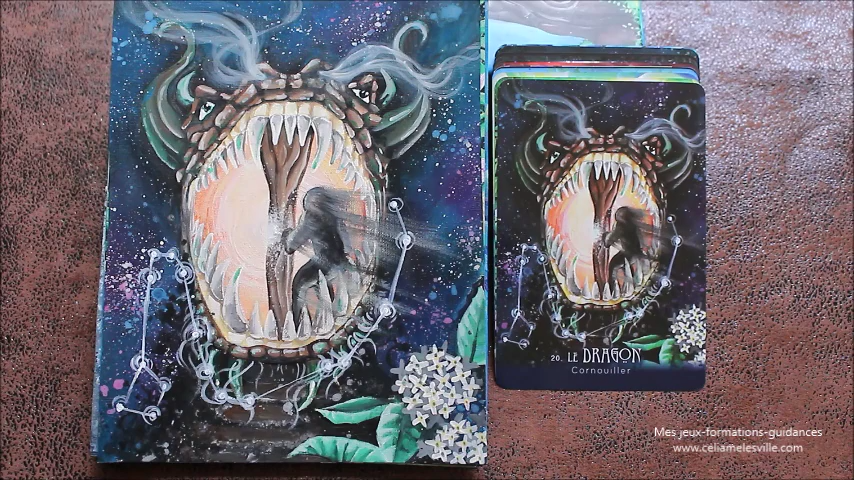 20. LE DRAGON
Cornouiller
Mes jeux-formations-guidances
www.celiamelesville.com